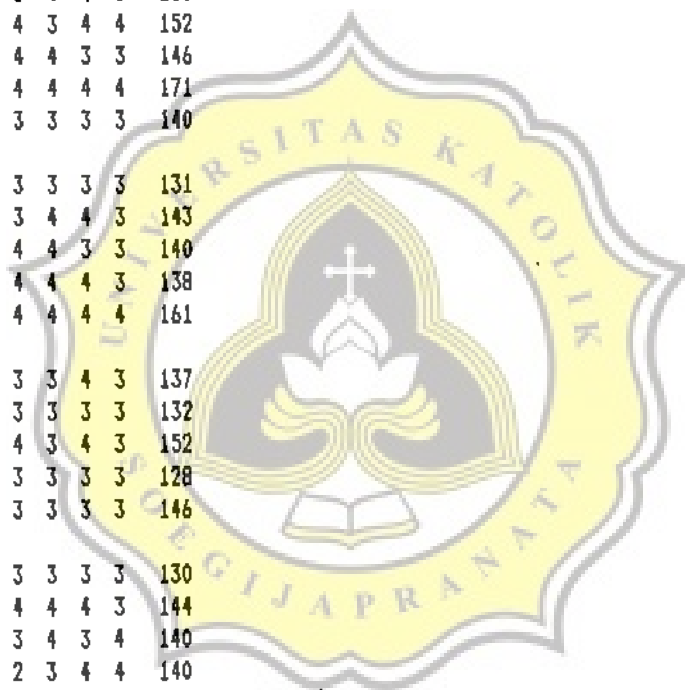 4 3 4 4 152
4 4 3 3 146
4 4 4 4 171
3 3 3 3 140
3 3 3 3 131
3 4 4 3 143
4 4 3 3 140
4 4 4 3 138
4 4 4 4 161
3 3 4 3 137
3 3 3 3 132
4 3 4 3 152
3 3 3 3 128
3 3 3 3 146
3 3 3 3 130
4 4 4 3 144
3 4 3 4 140
2 3 4 4 140
UNIVERSITAS KATOLIK
SOEGIJAPRANATA